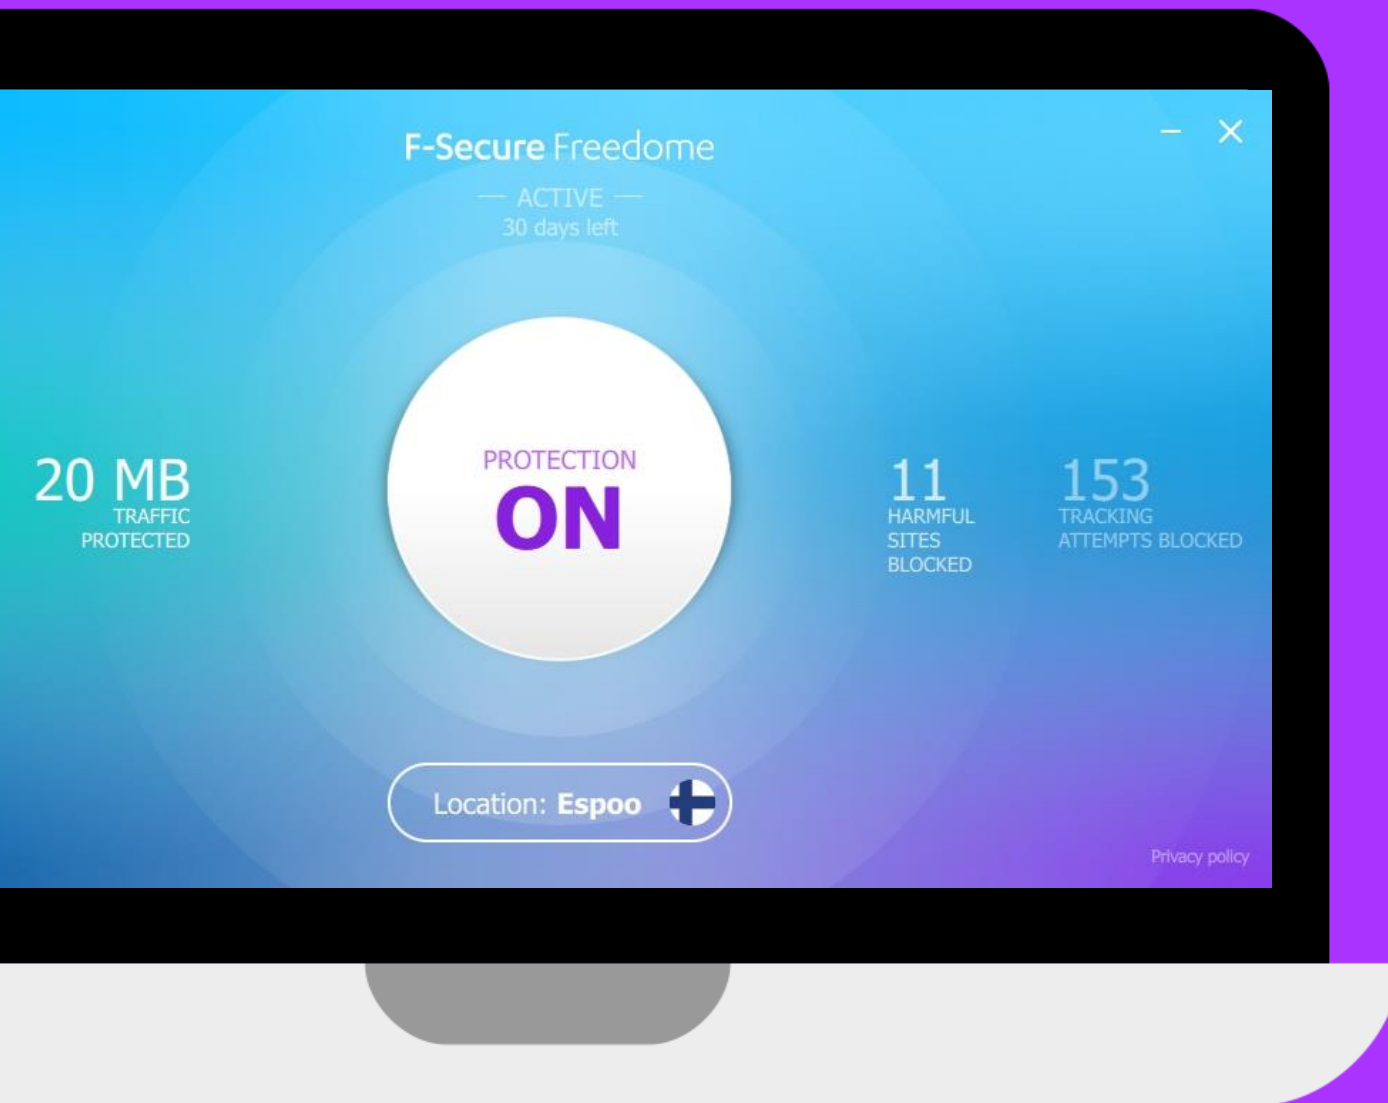 F-Secure Freedome
— ACTIVE —
30 days left
20 MB
TRAFFIC
PROTECTED
PROTECTION
ON
11
HARMFUL
SITES
BLOCKED
153
TRACKING
ATTEMPTS BLOCKED
Location: Espoo
Privacy policy